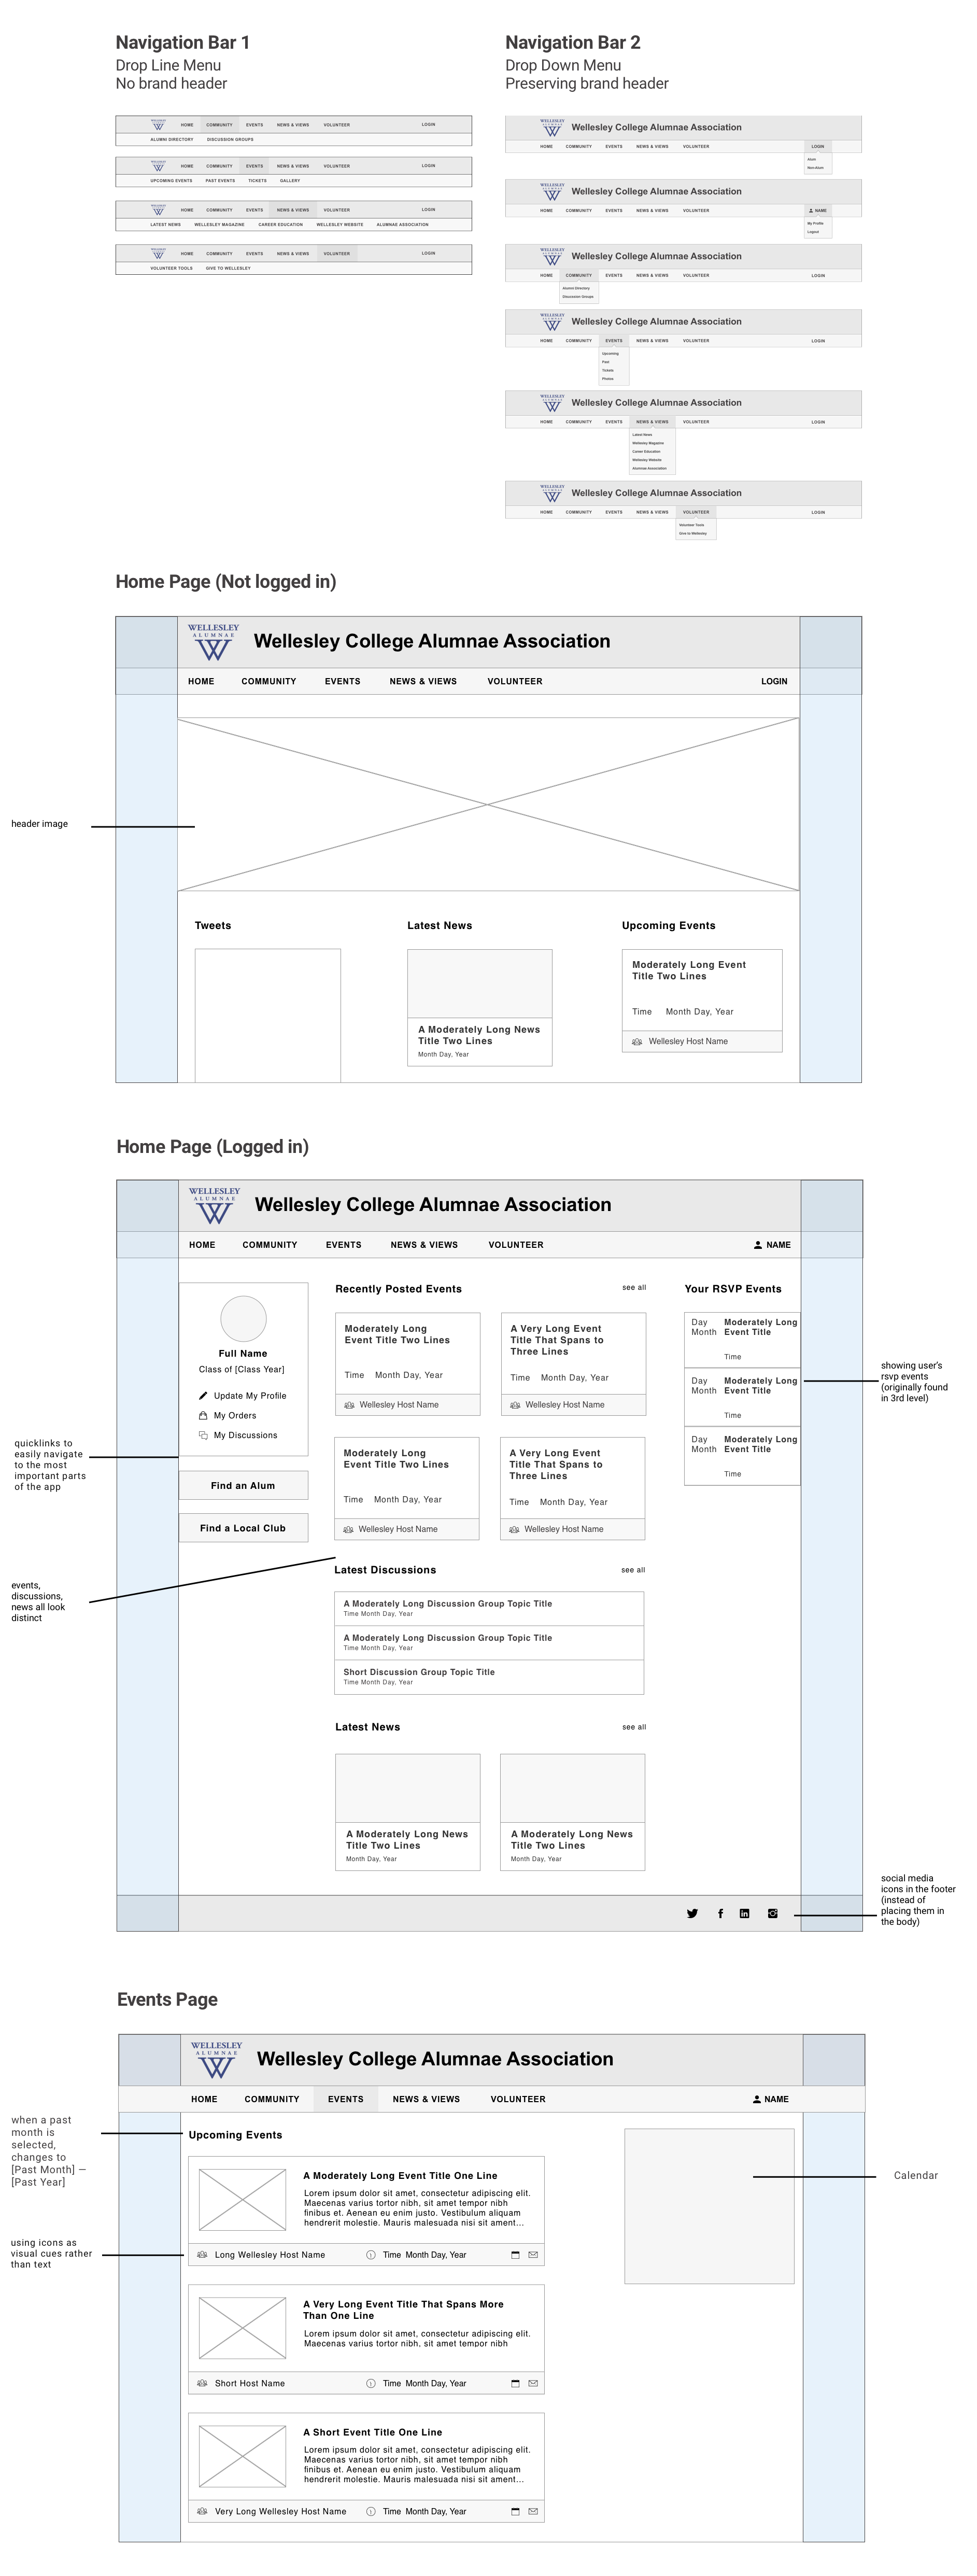 Navigation Bar 1
Drop Line Menu
No brand header
WELLESLEY
HOME COMMUNITY EVENTS NEWS & VIEWS VOLUNTEER LOGIN
ALUMNI DIRECTORY DISCUSSION GROUPS
WELLESLEY
HOME COMMUNITY EVENTS NEWS & VIEWS VOLUNTEER LOGIN
UPCOMING EVENTS PAST EVENTS TICKETS GALLERY
WELLESLEY
HOME COMMUNITY EVENTS NEWS & VIEWS VOLUNTEER LOGIN
LATEST NEWS WELLESLEY MAGAZINE CAREER EDUCATION WELLESLEY WEBSITE ALUMNAE ASSOCIATION
WELLESLEY
HOME COMMUNITY EVENTS NEWS & VIEWS VOLUNTEER LOGIN
VOLUNTEER TOOLS GIVE TO WELLESLEY
Navigation Bar 2
Drop Down Menu
Preserving brand header
WELLESLEY
ALUMNAE
Wellesley College Alumnae Association
HOME COMMUNITY EVENTS NEWS & VIEWS VOLUNTEER LOGIN
Alum
Non-Alum
WELLESLEY
ALUMNAE
Wellesley College Alumnae Association
HOME COMMUNITY EVENTS NEWS & VIEWS VOLUNTEER NAME
My Profile
Logout
WELLESLEY
ALUMNAE
Wellesley College Alumnae Association
HOME COMMUNITY EVENTS NEWS & VIEWS VOLUNTEER LOGIN
Alumni Directory
Discussion Groups
WELLESLEY
ALUMNAE
Wellesley College Alumnae Association
HOME COMMUNITY EVENTS NEWS & VIEWS VOLUNTEER LOGIN
Upcoming
Past
Tickets
Photos
WELLESLEY
ALUMNAE
Wellesley College Alumnae Association
HOME COMMUNITY EVENTS NEWS & VIEWS VOLUNTEER LOGIN
Latest News
Wellesley Magazine
Career Education
Wellesley Website
Alumnae Association
WELLESLEY
ALUMNAE
Wellesley College Alumnae Association
HOME COMMUNITY EVENTS NEWS & VIEWS VOLUNTEER LOGIN
Volunteer Tools
Give to Wellesley
Home Page (Not logged in)
WELLESLEY
ALUMNAE
Wellesley College Alumnae Association
HOME COMMUNITY EVENTS NEWS & VIEWS VOLUNTEER LOGIN
header image
Tweets
Latest News
A Moderately Long News
Title Two Lines
Month Day, Year
Upcoming Events
Moderately Long Event
Title Two Lines
Time Month Day, Year
Wellesley Host Name
Home Page (Logged in)
WELLESLEY
ALUMNAE
Wellesley College Alumnae Association
HOME COMMUNITY EVENTS NEWS & VIEWS VOLUNTEER NAME
Full Name
Class of [Class Year]
Update My Profile
My Orders
My Discussions
Find an Alum
Find a Local Club
quicklinks to
easily navigate
to the most
important parts
of the app
events,
discussions,
news all look
distinct
Recently Posted Events see all
Moderately Long
Event Title Two Lines
Time Month Day, Year
Wellesley Host Name
A Very Long Event
Title That Spans to
Three Lines
Time Month Day, Year
Wellesley Host Name
Moderately Long
Event Title Two Lines
Time Month Day, Year
Wellesley Host Name
A Very Long Event
Title That Spans to
Three Lines
Time Month Day, Year
Wellesley Host Name
Latest Discussions see all
A Moderately Long Discussion Group Topic Title
Time Month Day, Year
A Moderately Long Discussion Group Topic Title
Time Month Day, Year
Short Discussion Group Topic Title
Time Month Day, Year
Latest News see all
A Moderately Long News
Title Two Lines
Month Day, Year
A Moderately Long News
Title Two Lines
Month Day, Year
Your RSVP Events
Day Moderately Long
Month Event Title
Time
Day Moderately Long
Month Event Title
Time
Day Moderately Long
Month Event Title
Time
showing user's
rsvp events
(originally found
in 3rd level)
social media
icons in the footer
(instead of
placing them in
the body)
Events Page
WELLESLEY
ALUMNAE
Wellesley College Alumnae Association
HOME COMMUNITY EVENTS NEWS & VIEWS VOLUNTEER NAME
when a past
month is
selected,
changes to
[Past Month] —
[Past Year]
using icons as
visual cues rather
than text
Upcoming Events
A Moderately Long Event Title One Line
Lorem ipsum dolor sit amet, consectetur adipiscing elit.
Maecenas varius tortor nibh, sit amet tempor nibh
finibus et. Aenean eu enim justo. Vestibulum aliquam
hendrerit molestie. Mauris malesuada nisi sit ament...
Long Wellesley Host Name Time Month Day, Year
A Very Long Event Title That Spans More
Than One Line
Lorem ipsum dolor sit amet, consectetur adipiscing elit.
Maecenas varius tortor nibh, sit amet tempor nibh
Short Host Name Time Month Day, Year
A Short Event Title One Line
Lorem ipsum dolor sit amet, consectetur adipiscing elit.
Maecenas varius tortor nibh, sit amet tempor nibh
finibus et. Aenean eu enim justo. Vestibulum aliquam
hendrerit molestie. Mauris malesuada nisi sit ament...
Very Long Wellesley Host Name Time Month Day, Year
Calendar